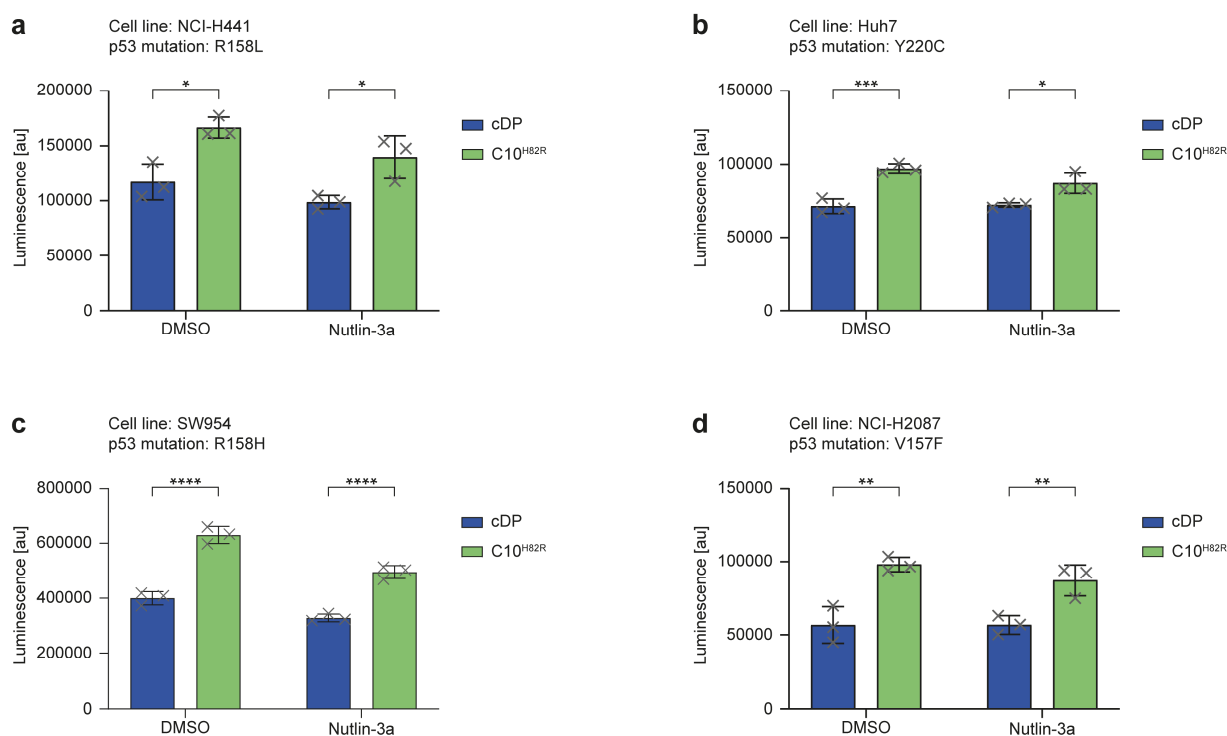 a
Cell line: NCI-H441
p53 mutation: R158L
200000
150000
100000
50000
0
Luminescence [au]
*
*
DMSO
Nutlin-3a
cDP
C10H82R
b
Cell line: Huh7
p53 mutation: Y220C
150000
100000
50000
0
Luminescence [au]
***
*
DMSO
Nutlin-3a
cDP
C10H82R
c
Cell line: SW954
p53 mutation: R158H
800000
600000
400000
200000
0
Luminescence [au]
****
****
DMSO
Nutlin-3a
cDP
C10H82R
d
Cell line: NCI-H2087
p53 mutation: V157F
150000
100000
50000
0
Luminescence [au]
**
**
DMSO
Nutlin-3a
cDP
C10H82R